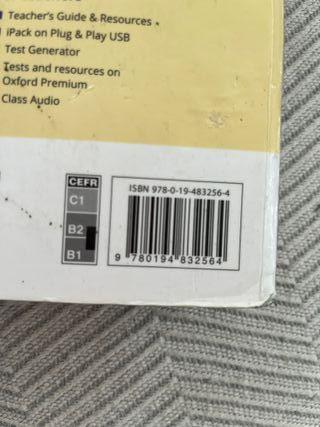 Teacher's Guide & Resources
iPack on Plug & Play USB
Test Generator
Tests and resources on
Oxford Premium
Class Audio
CEFR
C1
B2
B1
ISBN 978-0-19-483256-4
9 780194 832564